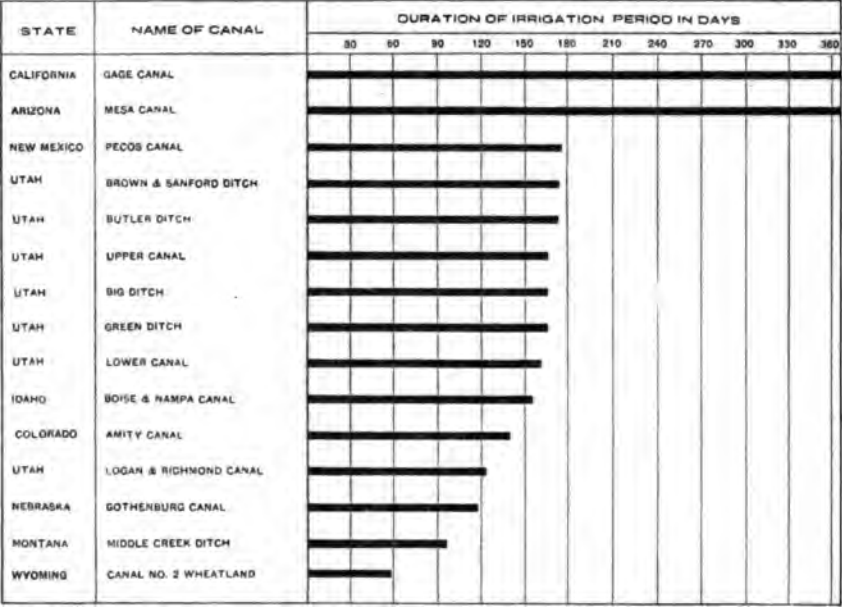 STATE NAME OF CANAL DURATION OF IRRIGATION PERIOD IN DAYS
30 60 90 120 150 180 210 240 270 300 330 360
CALIFORNIA GAGE CANAL
ARIZONA MESA CANAL
NEW MEXICO PECOS CANAL
UTAH BROWN & SANFORD DITCH
UTAH BUTLER DITCH
UTAH UPPER CANAL
UTAH BIG DITCH
UTAH GREEN DITCH
UTAH LOWER CANAL
IDAHO BOISE & NAMPA CANAL
COLORADO AMITY CANAL
UTAH LOGAN & RICHMOND CANAL
NEBRASKA GOTHENBURG CANAL
MONTANA MIDDLE CREEK DITCH
WYOMING CANAL NO. 2 WHEATLAND